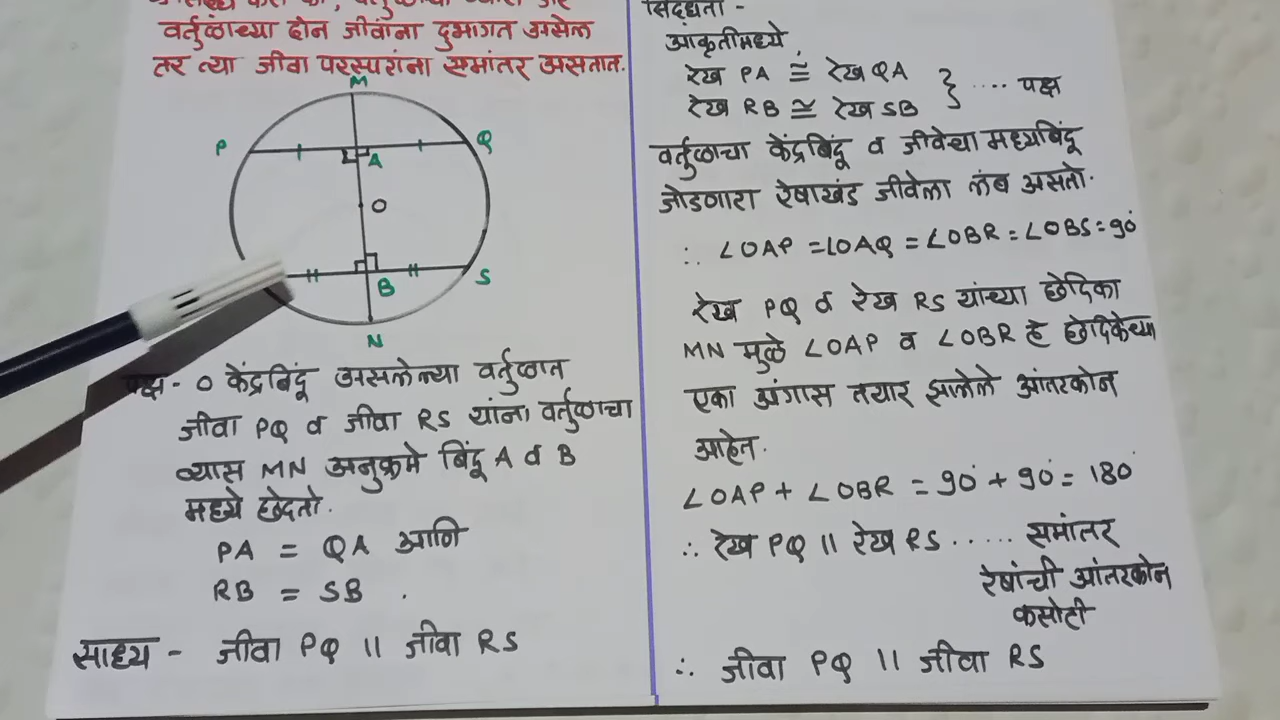 वर्तुळाच्या दोन जीवांना दुभागत असेल
तर त्या जीवा परस्परांना समांतर असतात.
M
P
Q
A
O
B
S
N
पक्ष - O केंद्रबिंदू असलेल्या वर्तुळात
जीवा PQ व जीवा RS यांना वर्तुळाचा
व्यास MN अनुक्रमे बिंदू A व B
मध्ये छेदतो.
PA = QA आणि
RB = SB .
साध्य - जीवा PQ || जीवा RS
सिद्धता -
आकृतीमध्ये,
रेख PA ≅ रेख QA
रेख RB ≅ रेख SB } .... पक्ष
वर्तुळाचा केंद्रबिंदू व जीवेचा मध्यबिंदू
जोडणारा रेषाखंड जीवेला लंब असतो.
∴ ∠OAP = ∠OAQ = ∠OBR = ∠OBS = 90°
रेख PQ व रेख RS यांच्या छेदिका
MN मुळे ∠OAP व ∠OBR हे छेदिकेच्या
एका अंगास तयार झालेले आंतरकोन
आहेत.
∠OAP + ∠OBR = 90° + 90° = 180°
∴ रेख PQ || रेख RS ..... समांतर
रेषांची आंतरकोन
कसोटी
∴ जीवा PQ || जीवा RS